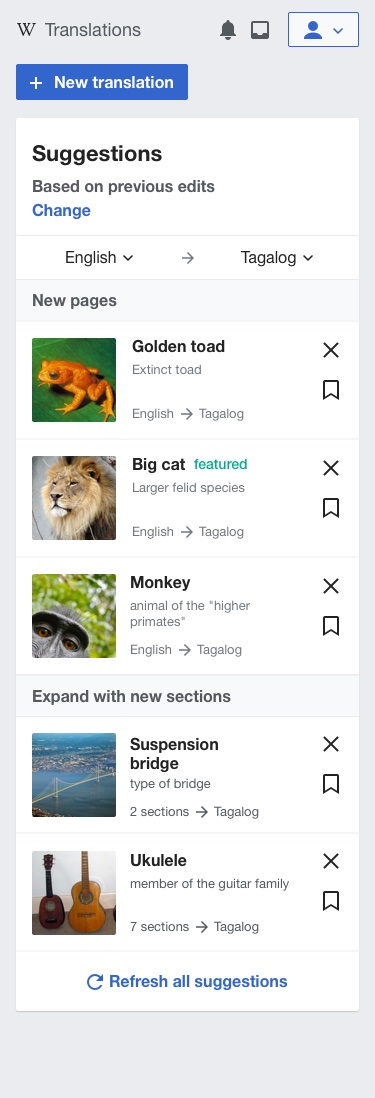 W Translations
+ New translation
Suggestions
Based on previous edits
Change
English → Tagalog
New pages
Golden toad
Extinct toad
English → Tagalog
Big cat featured
Larger felid species
English → Tagalog
Monkey
animal of the "higher
primates"
English → Tagalog
Expand with new sections
Suspension
bridge
type of bridge
2 sections → Tagalog
Ukulele
member of the guitar family
7 sections → Tagalog
Refresh all suggestions